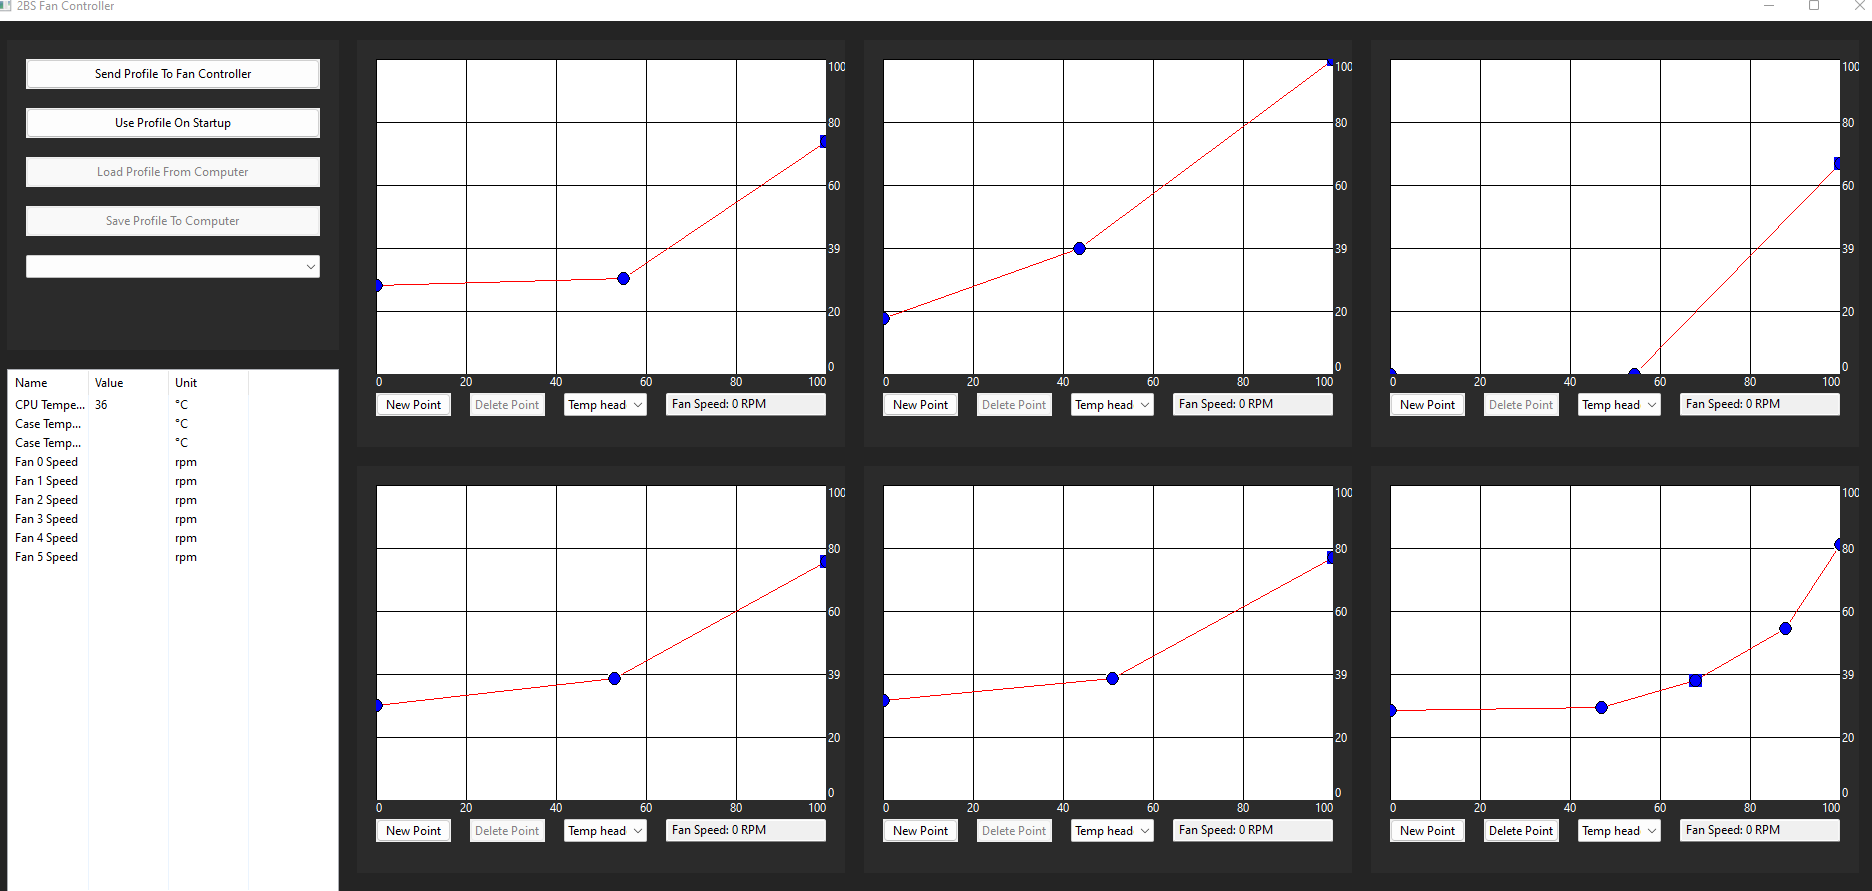 2BS Fan Controller
Send Profile To Fan Controller
Use Profile On Startup
Load Profile From Computer
Save Profile To Computer
Name Value Unit
CPU Tempe... 36 °C
Case Temp... °C
Case Temp... °C
Fan 0 Speed rpm
Fan 1 Speed rpm
Fan 2 Speed rpm
Fan 3 Speed rpm
Fan 4 Speed rpm
Fan 5 Speed rpm
100
80
60
39
20
0
0 20 40 60 80 100
New Point Delete Point Temp head Fan Speed: 0 RPM
100
80
60
39
20
0
0 20 40 60 80 100
New Point Delete Point Temp head Fan Speed: 0 RPM
100
80
60
39
20
0
0 20 40 60 80 100
New Point Delete Point Temp head Fan Speed: 0 RPM
100
80
60
39
20
0
0 20 40 60 80 100
New Point Delete Point Temp head Fan Speed: 0 RPM
100
80
60
39
20
0
0 20 40 60 80 100
New Point Delete Point Temp head Fan Speed: 0 RPM
100
80
60
39
20
0
0 20 40 60 80 100
New Point Delete Point Temp head Fan Speed: 0 RPM